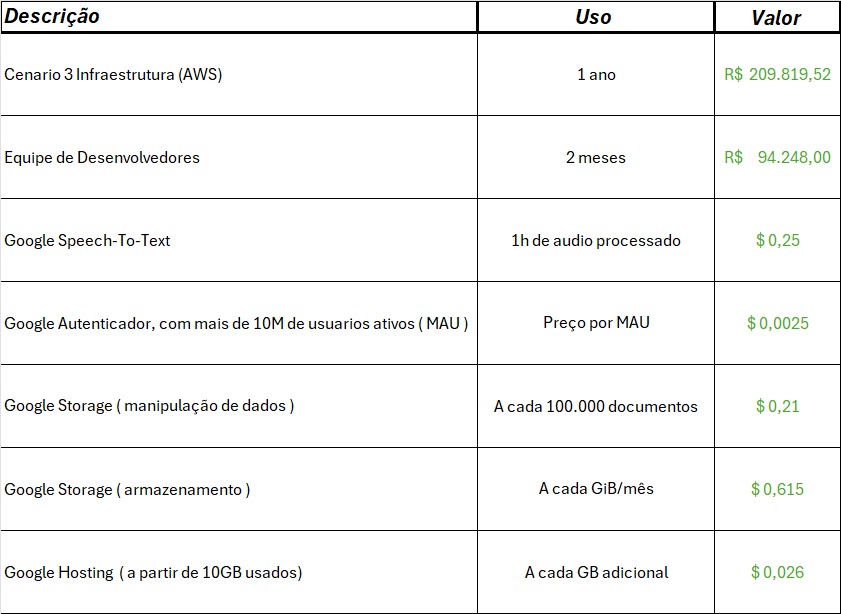 Descrição Uso Valor
Cenario 3 Infraestrutura (AWS) 1 ano R$ 209.819,52
Equipe de Desenvolvedores 2 meses R$ 94.248,00
Google Speech-To-Text 1h de audio processado $ 0,25
Google Autenticador, com mais de 10M de usuarios ativos ( MAU ) Preço por MAU $ 0,0025
Google Storage ( manipulação de dados ) A cada 100.000 documentos $ 0,21
Google Storage ( armazenamento ) A cada GiB/mês $ 0,615
Google Hosting ( a partir de 10GB usados) A cada GB adicional $ 0,026